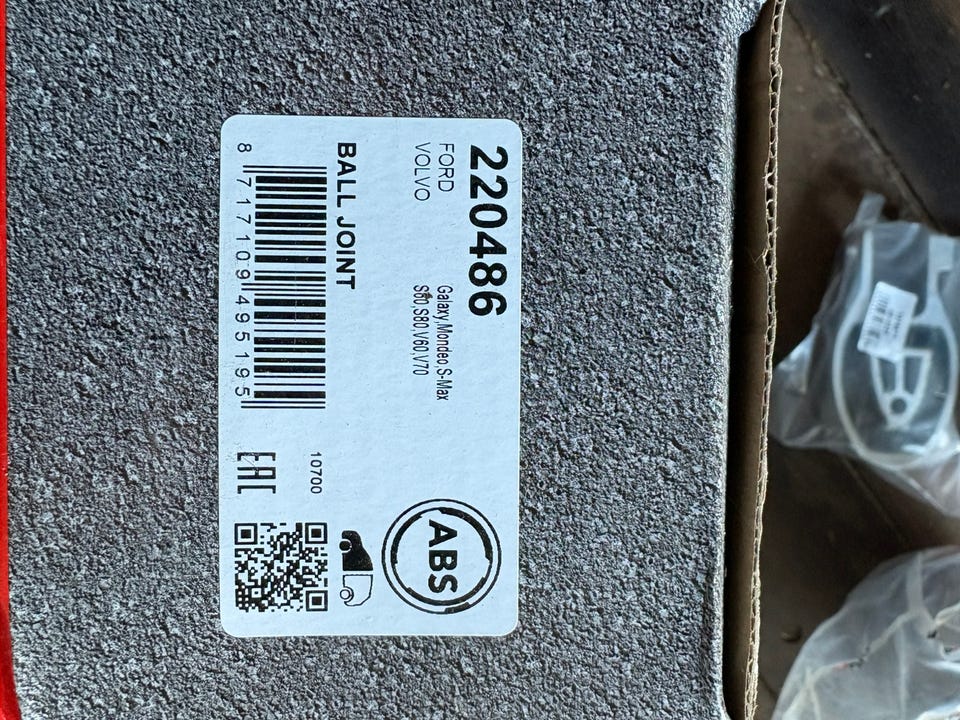 220486
FORD Galaxy,Mondeo,S-Max
VOLVO S60,S80,V60,V70
BALL JOINT
8 717109 495195
10700
EAC
ABS